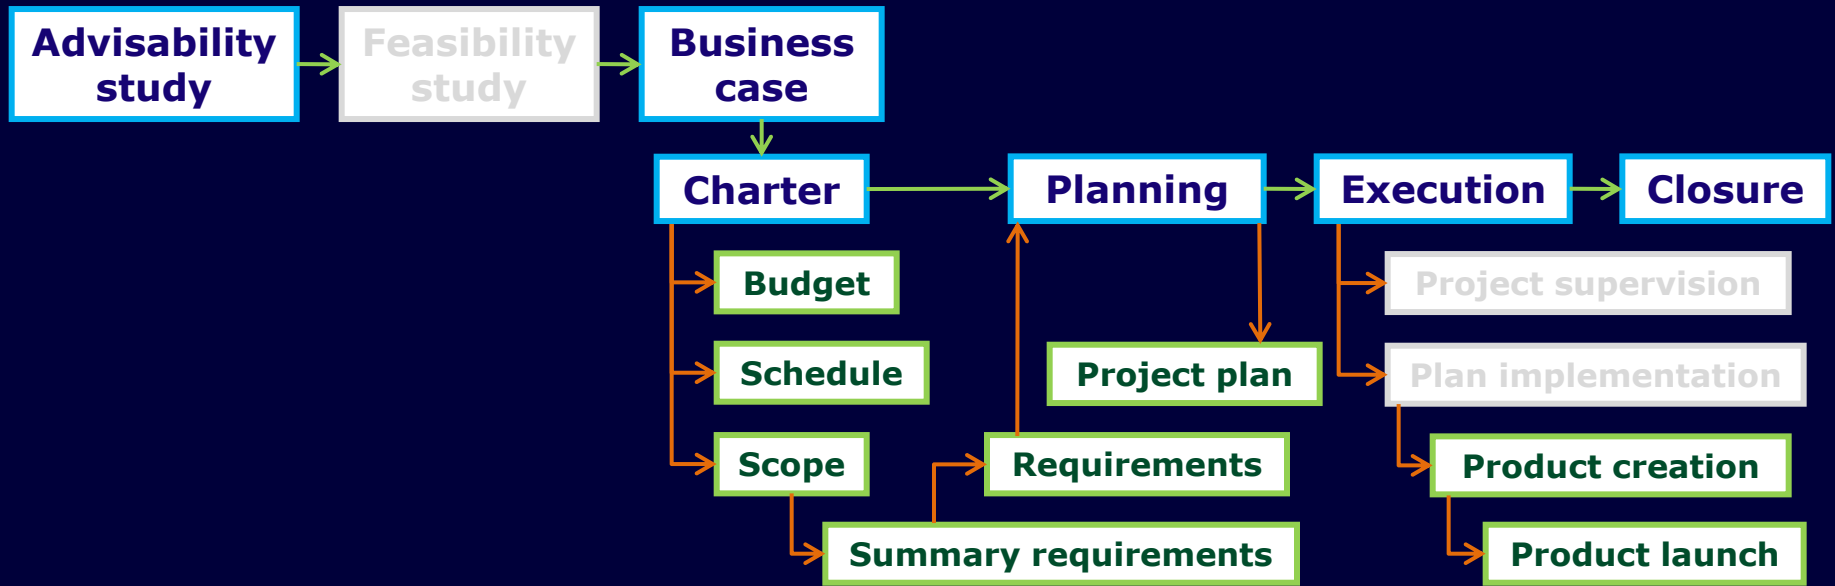 Advisability
study
Feasibility
study
Business
case
Charter
Planning
Execution
Closure
Budget
Project supervision
Schedule
Project plan
Plan implementation
Scope
Requirements
Product creation
Summary requirements
Product launch